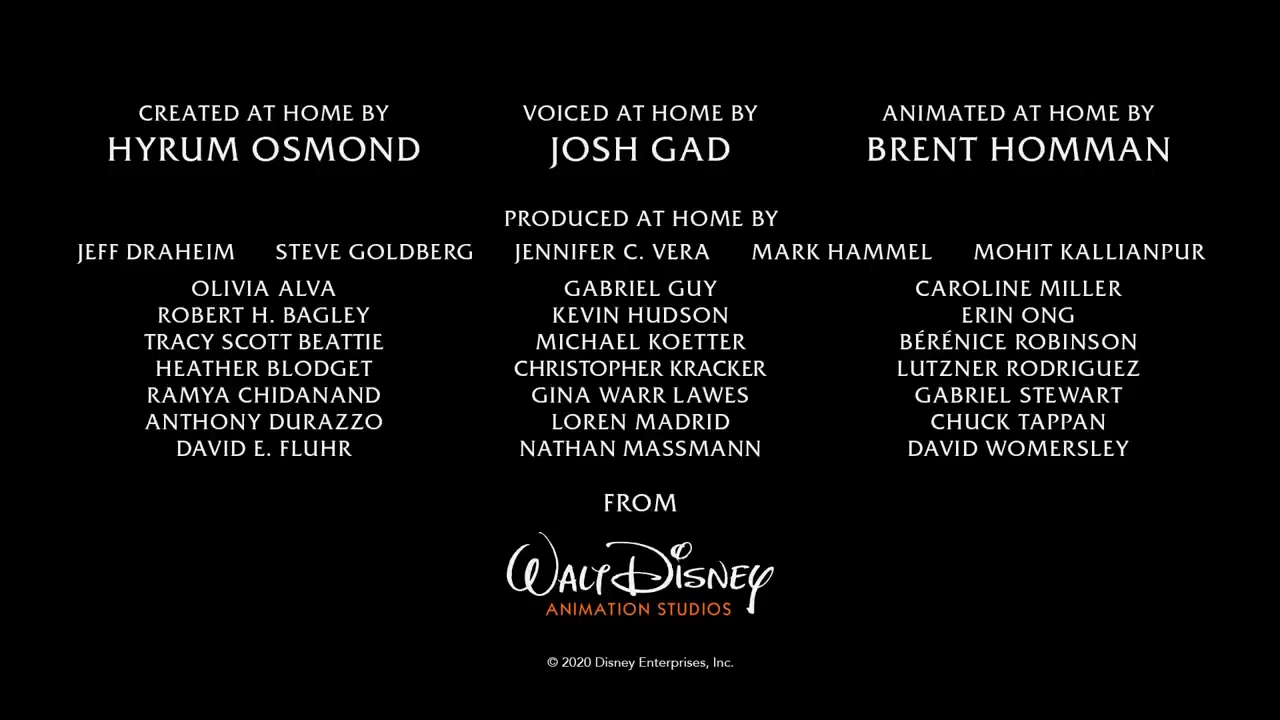 CREATED AT HOME BY
HYRUM OSMOND
VOICED AT HOME BY
JOSH GAD
ANIMATED AT HOME BY
BRENT HOMMAN
PRODUCED AT HOME BY
JEFF DRAHEIM STEVE GOLDBERG JENNIFER C. VERA MARK HAMMEL MOHIT KALLIANPUR
OLIVIA ALVA
ROBERT H. BAGLEY
TRACY SCOTT BEATTIE
HEATHER BLODGET
RAMYA CHIDANAND
ANTHONY DURAZZO
DAVID E. FLUHR
GABRIEL GUY
KEVIN HUDSON
MICHAEL KOETTER
CHRISTOPHER KRACKER
GINA WARR LAWES
LOREN MADRID
NATHAN MASSMANN
CAROLINE MILLER
ERIN ONG
BÉRÉNICE ROBINSON
LUTZNER RODRIGUEZ
GABRIEL STEWART
CHUCK TAPPAN
DAVID WOMERSLEY
FROM
WALT DISNEY
ANIMATION STUDIOS
© 2020 Disney Enterprises, Inc.